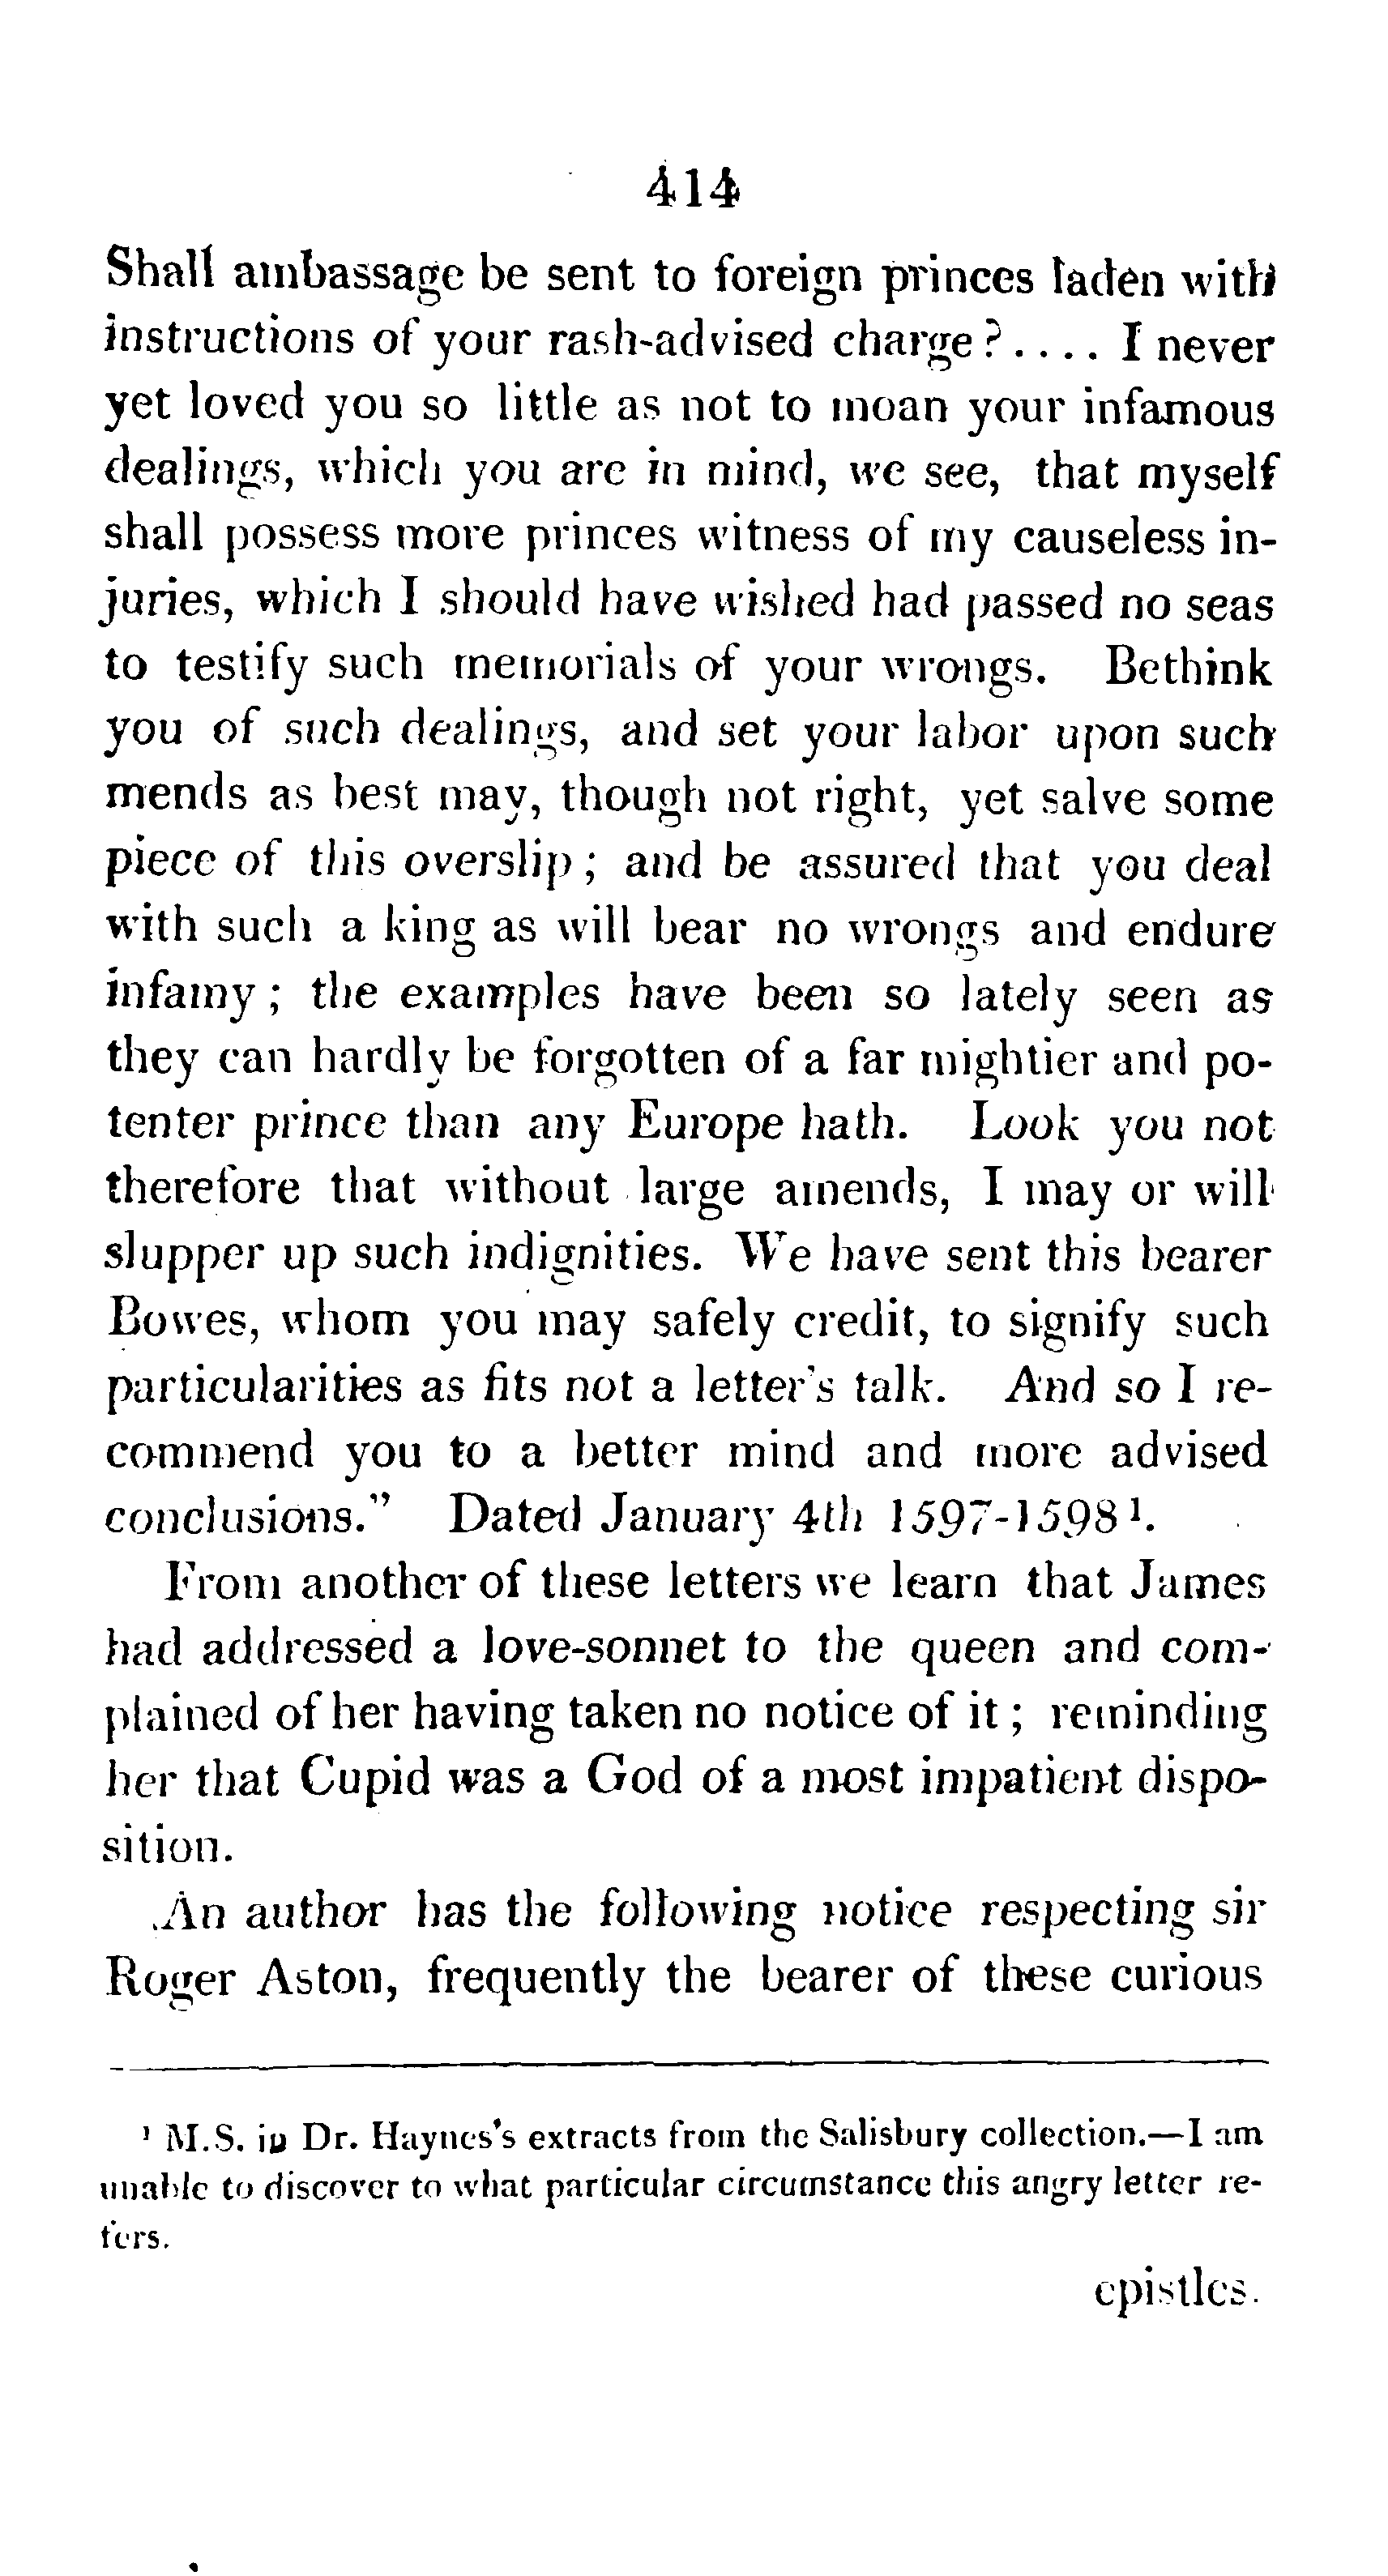 414
Shall ambassage be sent to foreign princes laden with
instructions of your rash-advised charge?.... I never
yet loved you so little as not to moan your infamous
dealings, which you are in mind, we see, that myself
shall possess more princes witness of my causeless in-
juries, which I should have wished had passed no seas
to testify such memorials of your wrongs. Bethink
you of such dealings, and set your labor upon such
mends as best may, though not right, yet salve some
piece of this overslip; and be assured that you deal
with such a king as will bear no wrongs and endure
infamy; the examples have been so lately seen as
they can hardly be forgotten of a far mightier and po-
tenter prince than any Europe hath. Look you not
therefore that without large amends, I may or will
slupper up such indignities. We have sent this bearer
Bowes, whom you may safely credit, to signify such
particularities as fits not a letter's talk. And so I re-
commend you to a better mind and more advised
conclusions." Dated January 4th 1597-1598 ¹.
From another of these letters we learn that James
had addressed a love-sonnet to the queen and com-
plained of her having taken no notice of it; reminding
her that Cupid was a God of a most impatient dispo-
sition.
An author has the following notice respecting sir
Roger Aston, frequently the bearer of these curious
¹ M.S. in Dr. Haynes's extracts from the Salisbury collection.—I am
unable to discover to what particular circumstance this angry letter re-
fers.
epistles.